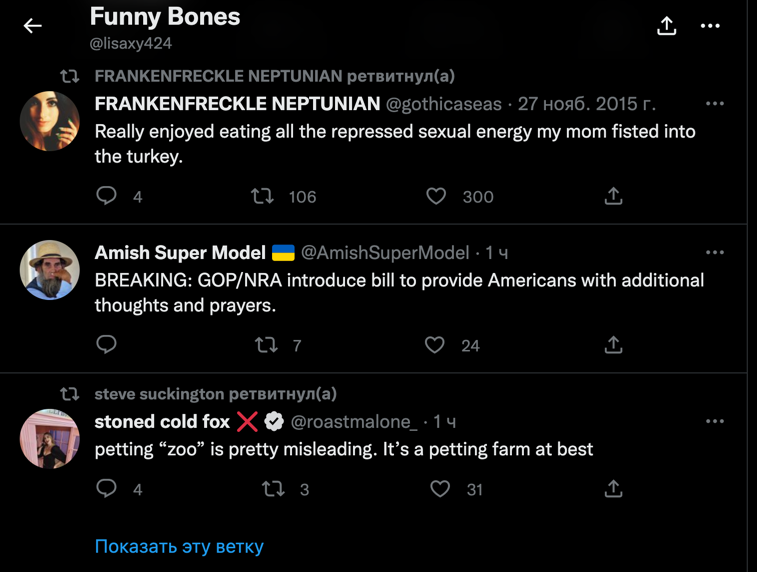 Funny Bones
@lisaxy424
FRANKENFRECKLE NEPTUNIAN ретвитнул(а)
FRANKENFRECKLE NEPTUNIAN @gothicaseas · 27 нояб. 2015 г.
Really enjoyed eating all the repressed sexual energy my mom fisted into
the turkey.
4 106 300
Amish Super Model 🇺🇦 @AmishSuperModel · 1 ч
BREAKING: GOP/NRA introduce bill to provide Americans with additional
thoughts and prayers.
7 24
steve suckington ретвитнул(а)
stoned cold fox ❌ @roastmalone_ · 1 ч
petting “zoo” is pretty misleading. It’s a petting farm at best
4 3 31
Показать эту ветку